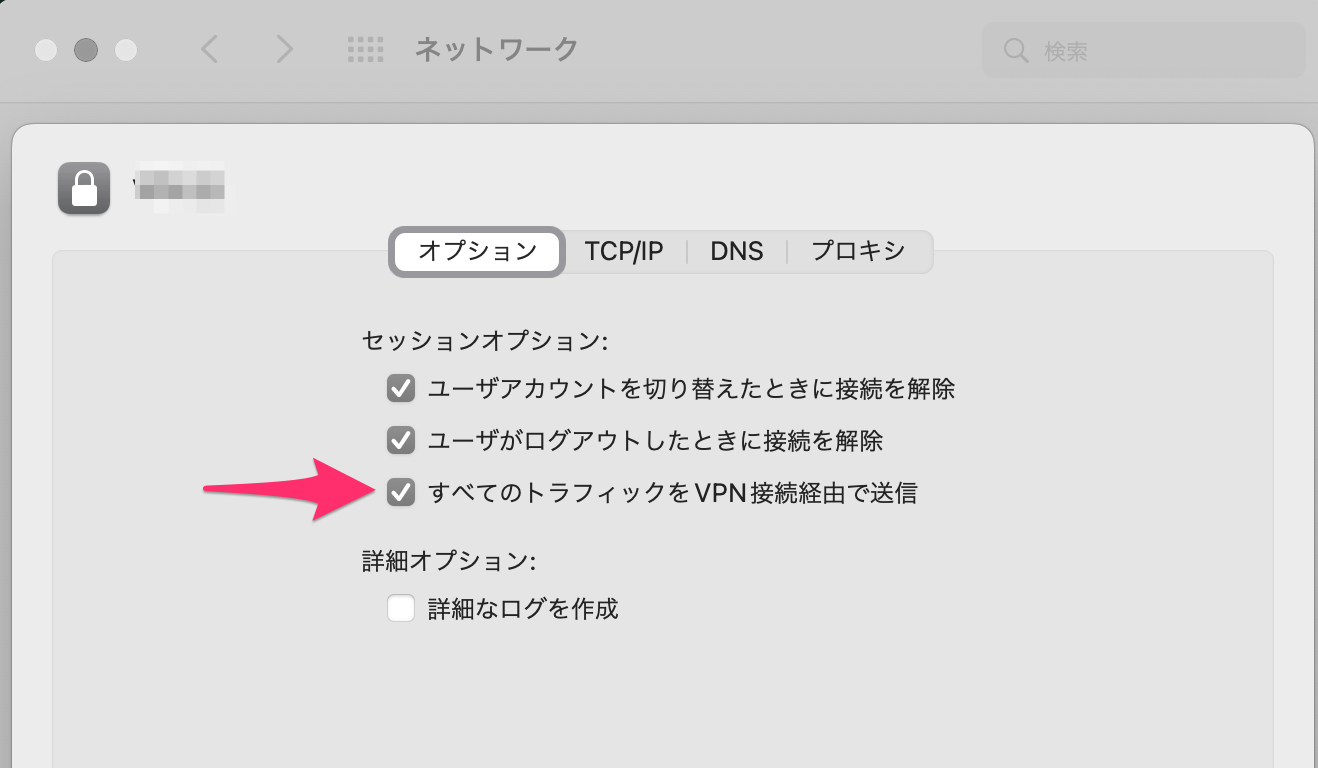 ネットワーク
検索
オプション TCP/IP DNS プロキシ
セッションオプション:
ユーザアカウントを切り替えたときに接続を解除
ユーザがログアウトしたときに接続を解除
すべてのトラフィックをVPN接続経由で送信
詳細オプション:
詳細なログを作成